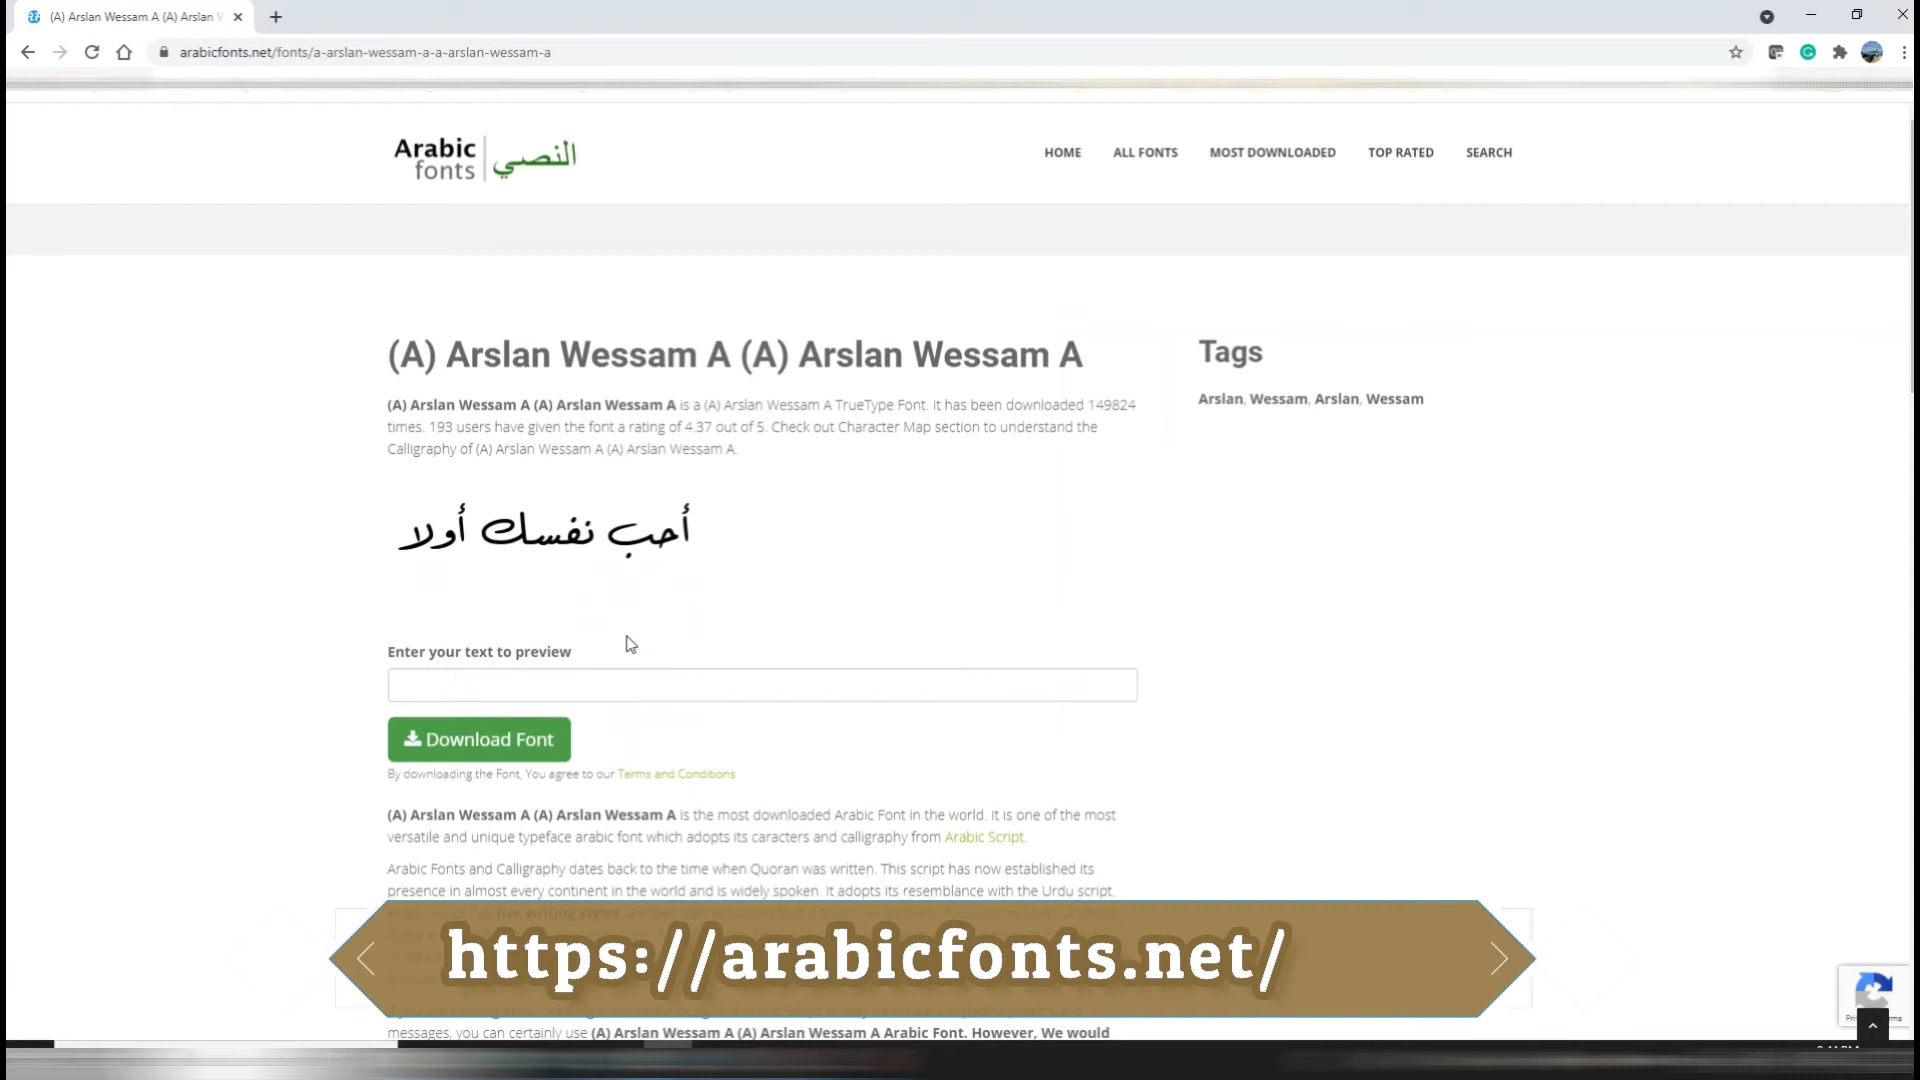 (A) Arslan Wessam A (A) Arslan W
arabicfonts.net/fonts/a-arslan-wessam-a-a-arslan-wessam-a
Arabic
fonts
النصي
HOME
ALL FONTS
MOST DOWNLOADED
TOP RATED
SEARCH
(A) Arslan Wessam A (A) Arslan Wessam A
(A) Arslan Wessam A (A) Arslan Wessam A is a (A) Arslan Wessam A TrueType Font. It has been downloaded 149824
times. 193 users have given the font a rating of 4.37 out of 5. Check out Character Map section to understand the
Calligraphy of (A) Arslan Wessam A (A) Arslan Wessam A.
Tags
Arslan, Wessam, Arslan, Wessam
أحب نفسك أولا
Enter your text to preview
Download Font
By downloading the Font, You agree to our Terms and Conditions
(A) Arslan Wessam A (A) Arslan Wessam A is the most downloaded Arabic Font in the world. It is one of the most
versatile and unique typeface arabic font which adopts its caracters and calligraphy from Arabic Script.
Arabic Fonts and Calligraphy dates back to the time when Quoran was written. This script has now established its
presence in almost every continent in the world and is widely spoken. It adopts its resemblance with the Urdu script.
five writing styles
https://arabicfonts.net/
messages, you can certainly use (A) Arslan Wessam A (A) Arslan Wessam A Arabic Font. However, We would